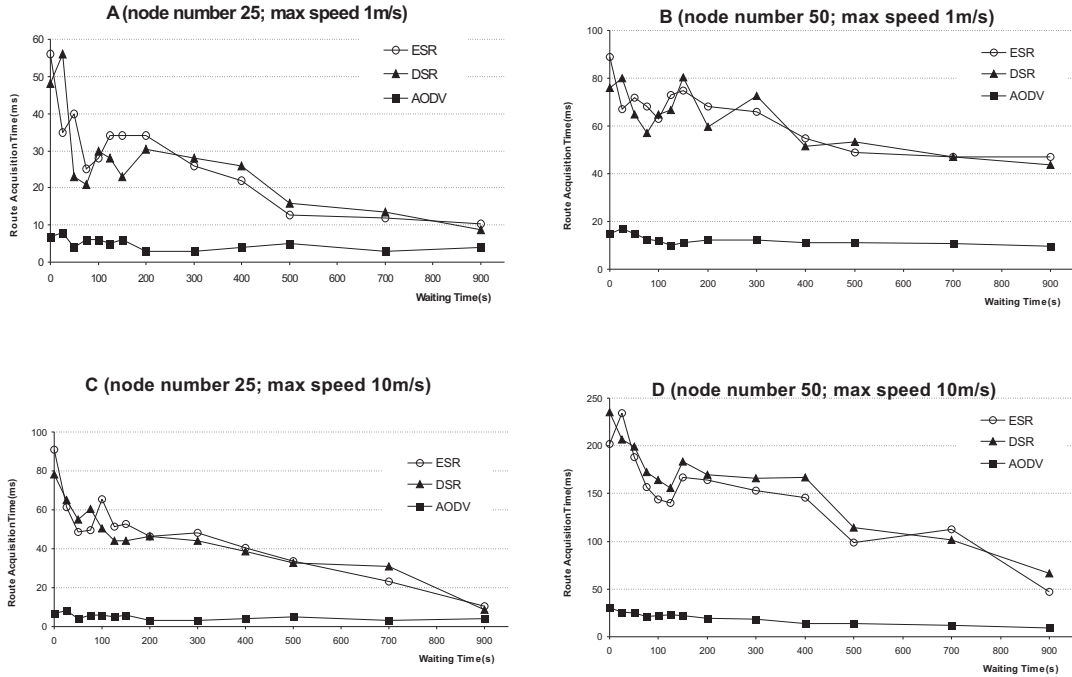 A (node number 25; max speed 1m/s)
60
50
40
30
20
10
0
Route Acquisition Time(ms)
ESR
DSR
AODV
0 100 200 300 400 500 600 700 800 900
Waiting Time(s)
B (node number 50; max speed 1m/s)
100
80
60
40
20
0
Route Acquisition Time(ms)
ESR
DSR
AODV
0 100 200 300 400 500 600 700 800 900
Waiting Time(s)
C (node number 25; max speed 10m/s)
100
80
60
40
20
0
Route Acquisition Time(ms)
ESR
DSR
AODV
0 100 200 300 400 500 600 700 800 900
Waiting Time(s)
D (node number 50; max speed 10m/s)
250
200
150
100
50
0
Route Acquisition Time(ms)
ESR
DSR
AODV
0 100 200 300 400 500 600 700 800 900
Waiting Time(s)